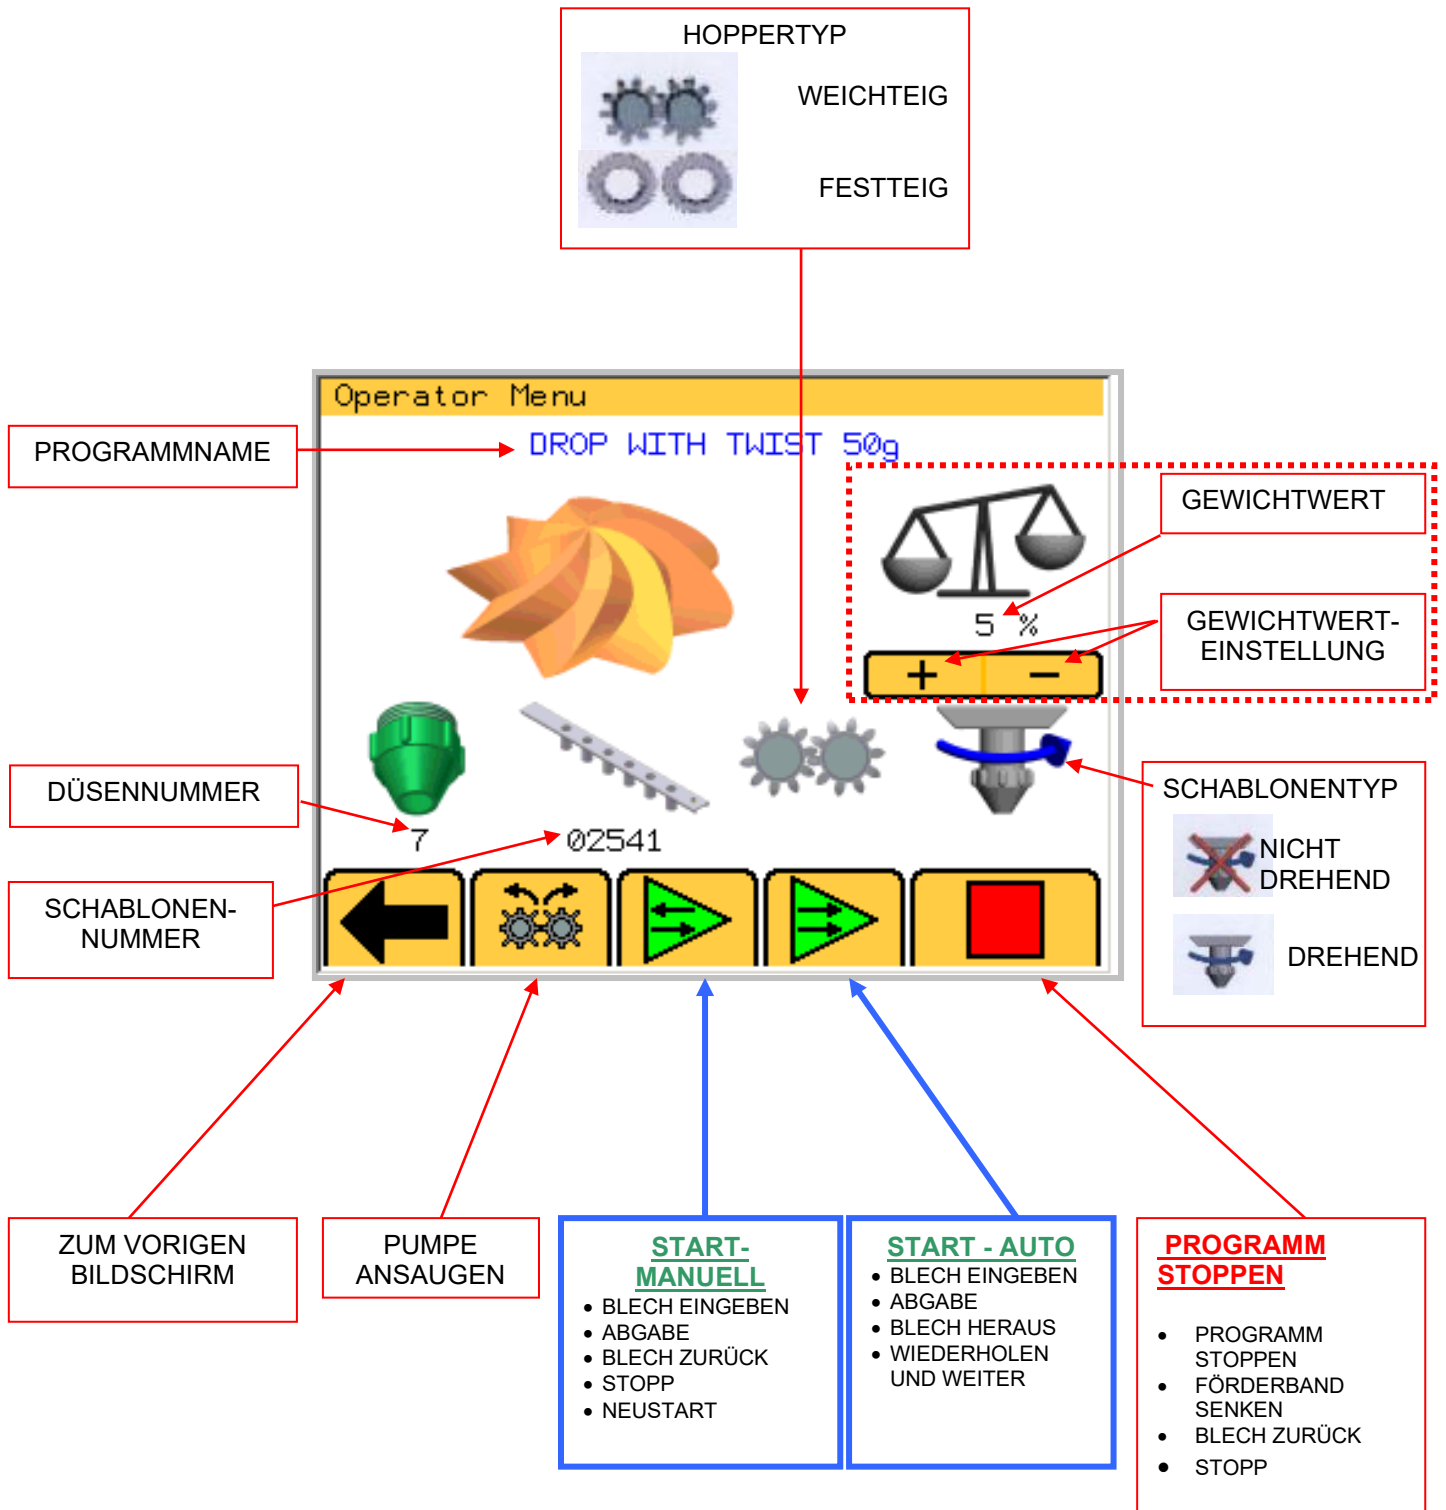 HOPPERTYP
WEICHTEIG
FESTTEIG
Operator Menu
DROP WITH TWIST 50g
PROGRAMMNAME
GEWICHTWERT
5 %
GEWICHTWERT-
EINSTELLUNG
+ −
DÜSENNUMMER
7
02541
SCHABLONEN-
NUMMER
SCHABLONENTYP
NICHT
DREHEND
DREHEND
ZUM VORIGEN
BILDSCHIRM
PUMPE
ANSAUGEN
START-
MANUELL
• BLECH EINGEBEN
• ABGABE
• BLECH ZURÜCK
• STOPP
• NEUSTART
START - AUTO
• BLECH EINGEBEN
• ABGABE
• BLECH HERAUS
• WIEDERHOLEN
UND WEITER
PROGRAMM
STOPPEN
• PROGRAMM
STOPPEN
• FÖRDERBAND
SENKEN
• BLECH ZURÜCK
• STOPP